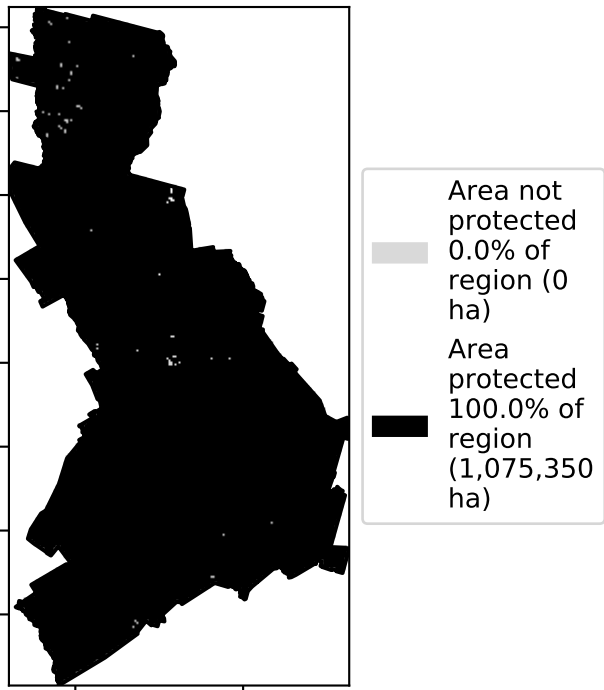 Area not
protected
0.0% of
region (0
ha)
Area
protected
100.0% of
region
(1,075,350
ha)